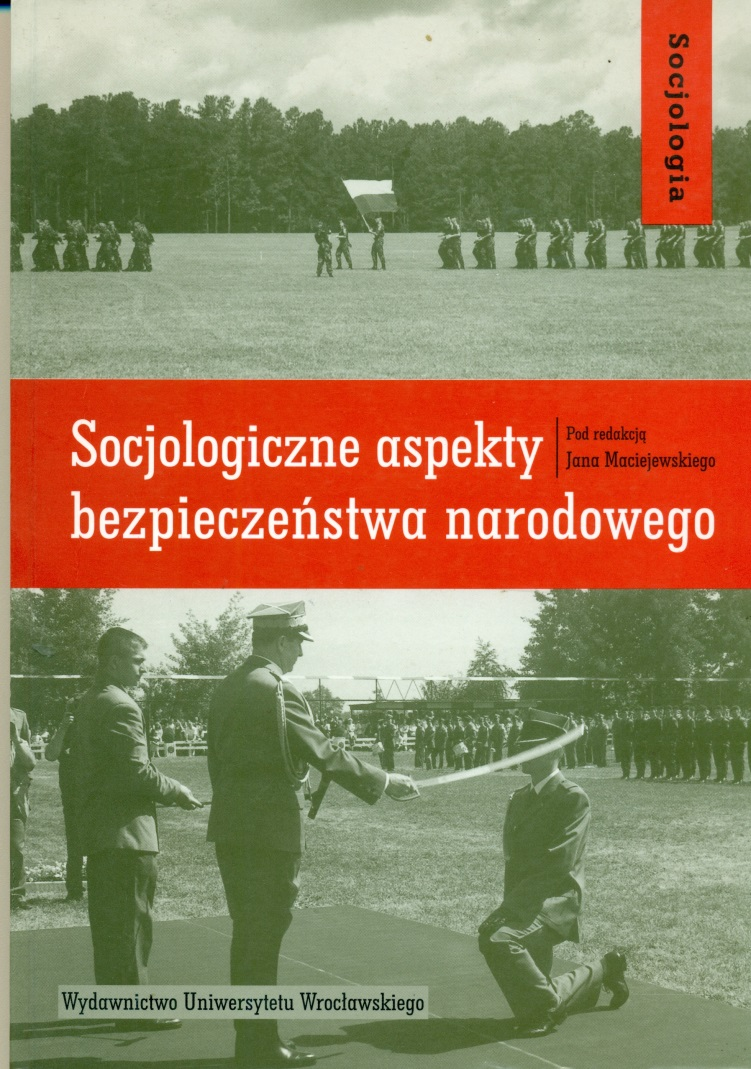 Socjologia
Socjologiczne aspekty
bezpieczeństwa narodowego
Pod redakcją
Jana Maciejewskiego
Wydawnictwo Uniwersytetu Wrocławskiego